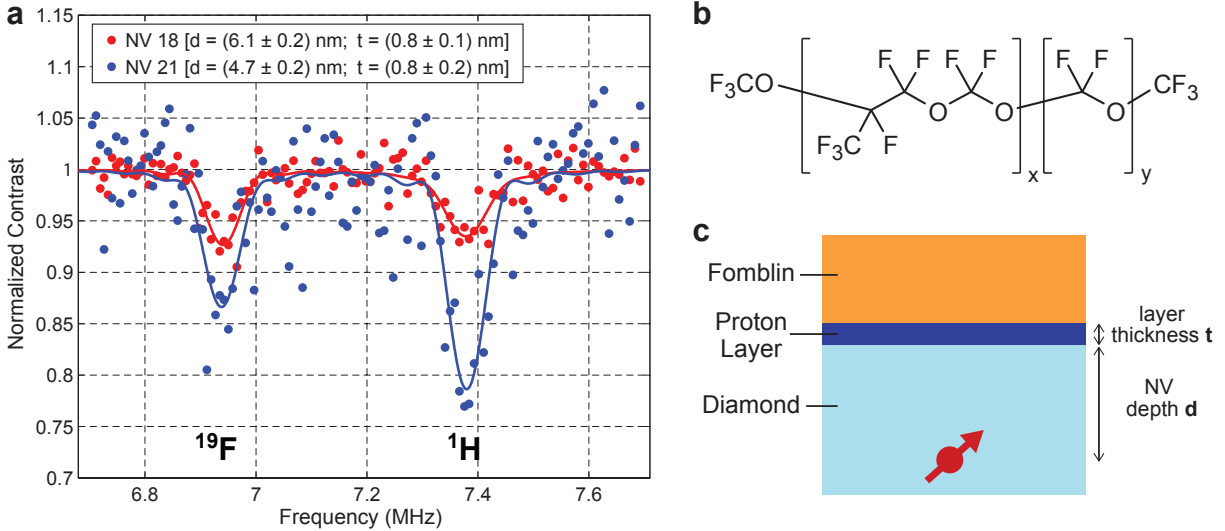 a
Normalized Contrast
1.15
1.1
1.05
1
0.95
0.9
0.85
0.8
0.75
0.7
NV 18 [d = (6.1 ± 0.2) nm; t = (0.8 ± 0.1) nm]
NV 21 [d = (4.7 ± 0.2) nm; t = (0.8 ± 0.2) nm]
¹⁹F
¹H
6.8
7
7.2
7.4
7.6
Frequency (MHz)
b
F F F F F F
F₃CO
O O O
CF₃
F₃C F
x y
c
Fomblin
Proton
Layer
Diamond
layer
thickness t
NV
depth d